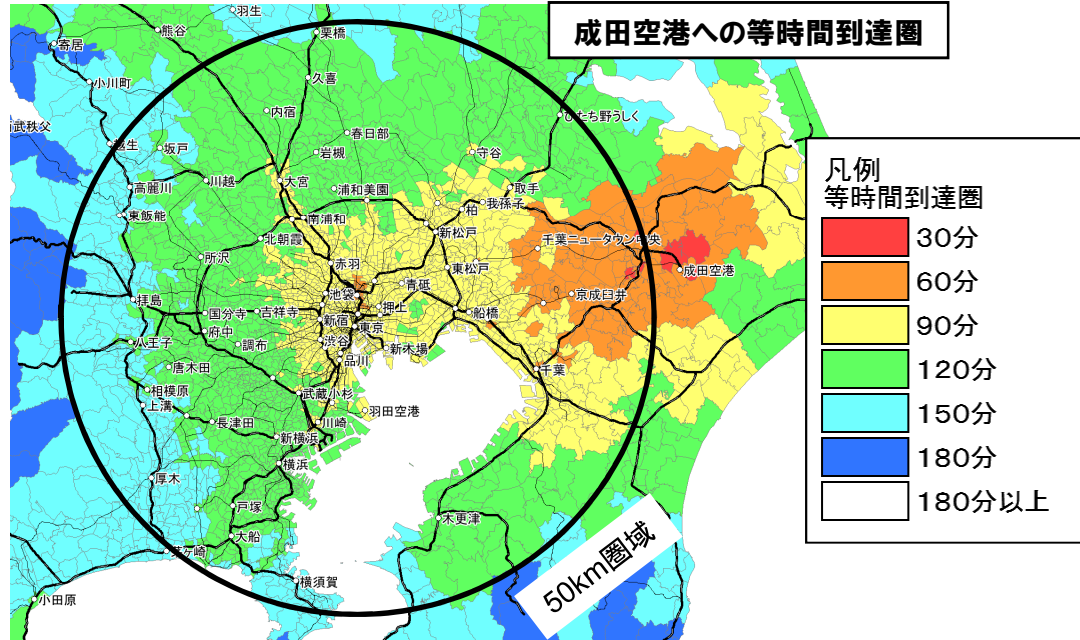 成田空港への等時間到達圏
羽生
熊谷
栗橋
寄居
小川町
久喜
内宿
ひたち野うしく
武秩父
越生
坂戸
春日部
岩槻
守谷
高麗川
川越
大宮
浦和美園
取手
我孫子
柏
東飯能
南浦和
北朝霞
新松戸
千葉ニュータウン中央
所沢
赤羽
東松戸
成田空港
拝島
池袋
青砥
京成臼井
国分寺
吉祥寺
新宿
押上
船橋
府中
東京
八王子
調布
渋谷
新木場
品川
唐木田
千葉
相模原
武蔵小杉
上溝
羽田空港
長津田
川崎
新横浜
横浜
厚木
戸塚
木更津
大船
茅ヶ崎
横須賀
小田原
50km圏域
凡例
等時間到達圏
30分
60分
90分
120分
150分
180分
180分以上